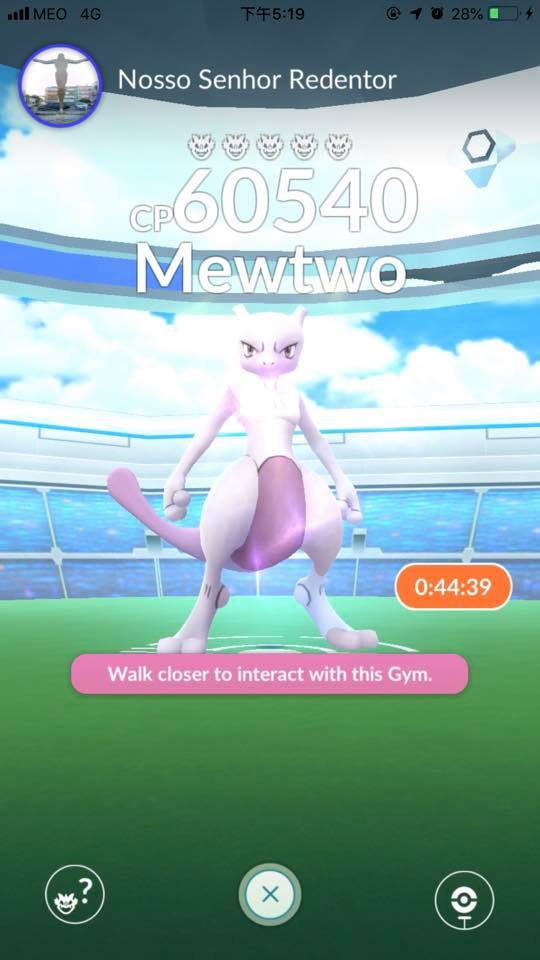 MEO 4G 下午5:19 28%
Nosso Senhor Redentor
CP60540
Mewtwo
0:44:39
Walk closer to interact with this Gym.
?